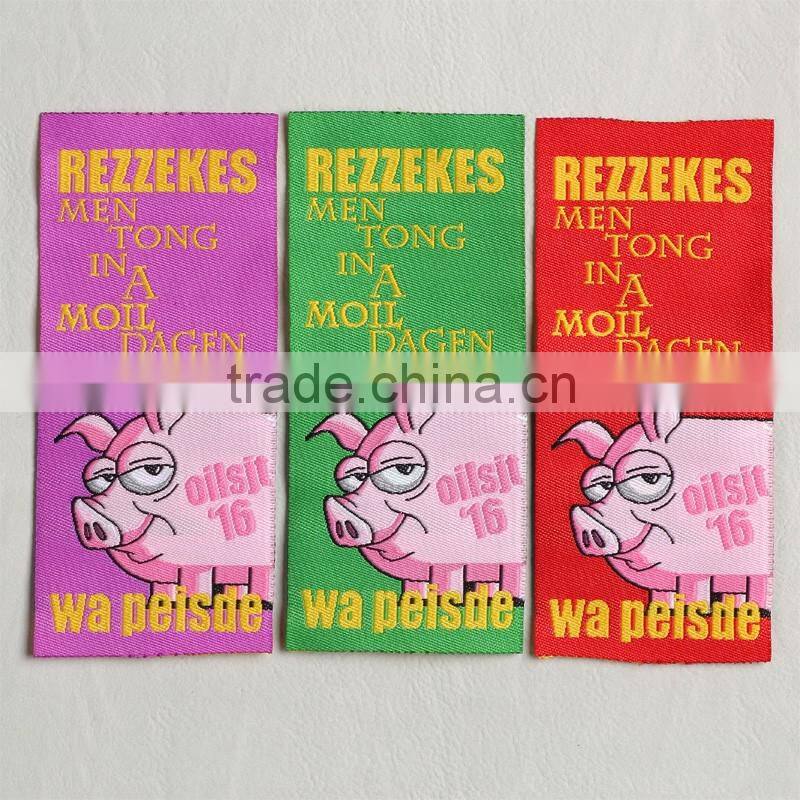 REZZEKES
MEN
TONG
IN
A
MOIL
DAGEN
oilsjt
'16
wa peisde
REZZEKES
MEN
TONG
IN
A
MOIL
DAGEN
oilsjt
'16
wa peisde
REZZEKES
MEN
TONG
IN
A
MOIL
DAGEN
oilsjt
'16
wa peisde
trade.china.cn